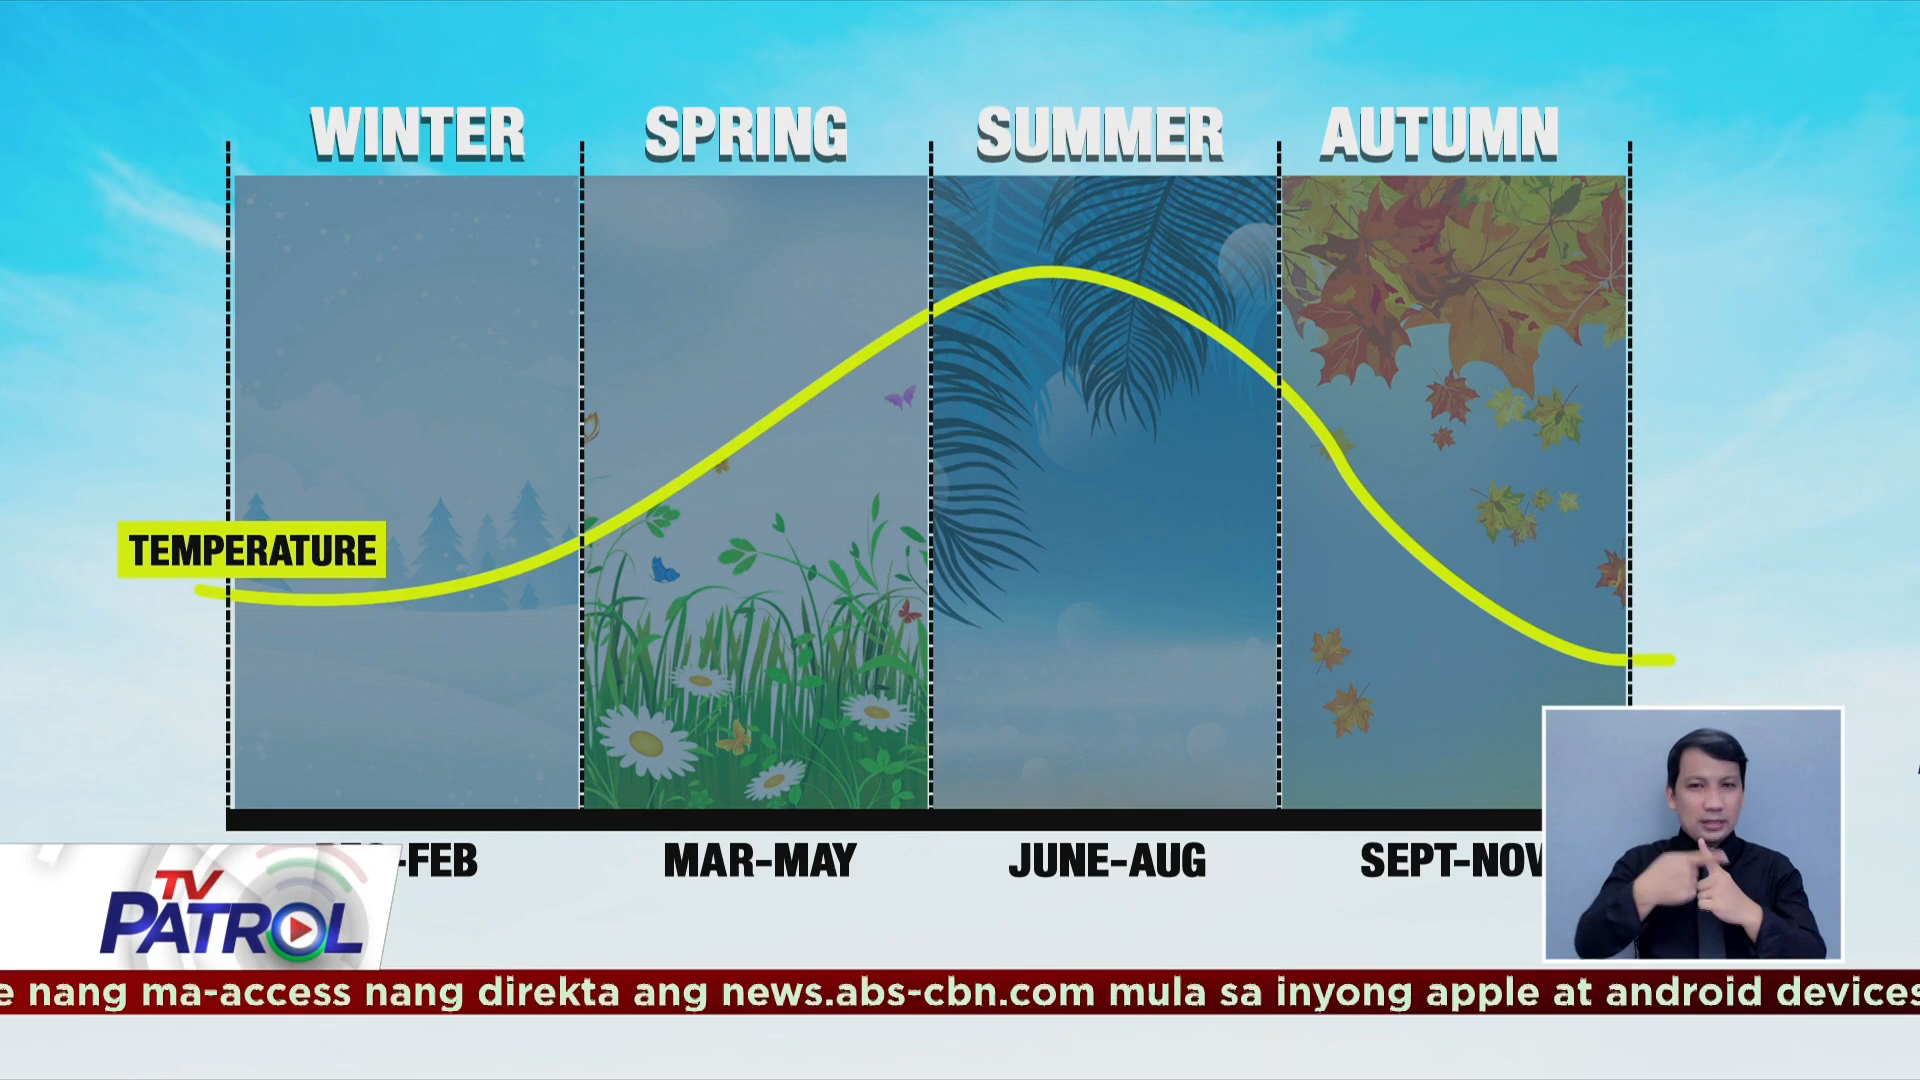 WINTER SPRING SUMMER AUTUMN
TEMPERATURE
-FEB MAR-MAY JUNE-AUG SEPT-NOV
TV
PATROL
e nang ma-access nang direkta ang news.abs-cbn.com mula sa inyong apple at android devices